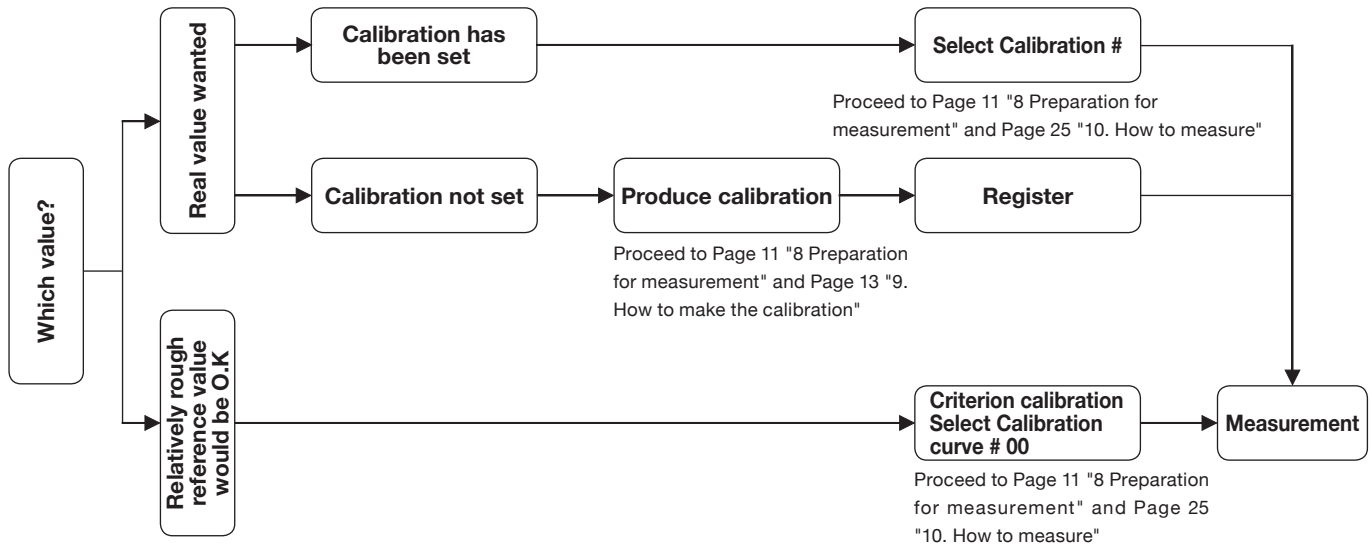 Which value?
Real value wanted
Calibration has
been set
Select Calibration #
Proceed to Page 11 "8 Preparation for
measurement" and Page 25 "10. How to measure"
Calibration not set
Produce calibration
Proceed to Page 11 "8 Preparation
for measurement" and Page 13 "9.
How to make the calibration"
Register
Relatively rough
reference value
would be O.K
Criterion calibration
Select Calibration
curve # 00
Proceed to Page 11 "8 Preparation
for measurement" and Page 25
"10. How to measure"
Measurement